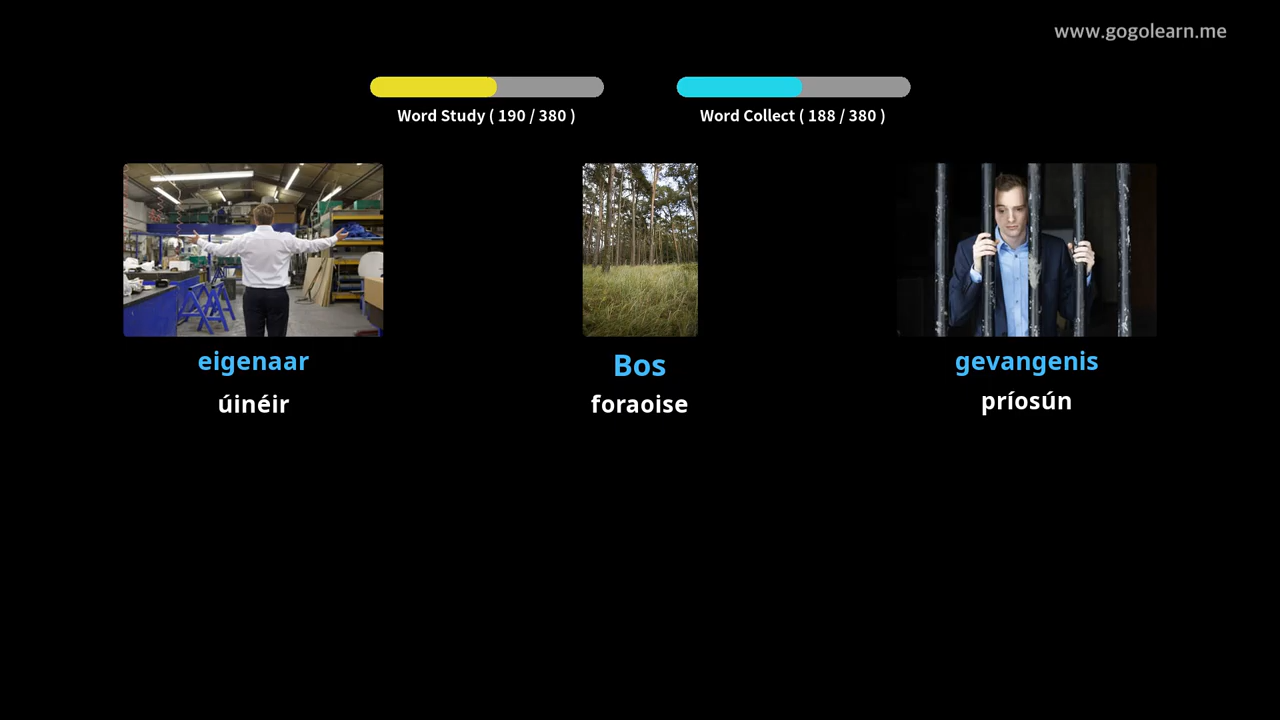 www.gogolearn.me
Word Study ( 190 / 380 )
Word Collect ( 188 / 380 )
eigenaar
úinéir
Bos
foraoise
gevangenis
príosún